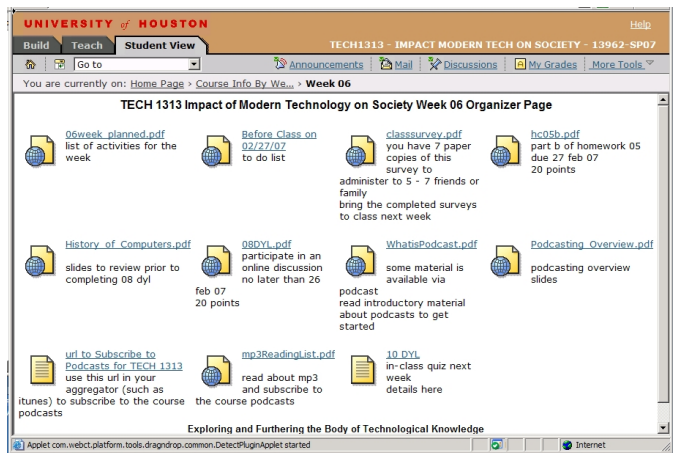 UNIVERSITY of HOUSTON
Help
Build Teach Student View
TECH1313 - IMPACT MODERN TECH ON SOCIETY - 13962-SP07
Go to
Announcements Mail Discussions My Grades More Tools
You are currently on: Home Page › Course Info By We... › Week 06
TECH 1313 Impact of Modern Technology on Society Week 06 Organizer Page
06week_planned.pdf
list of activities for the
week
Before Class on
02/27/07
to do list
classsurvey.pdf
you have 7 paper
copies of this
survey to
administer to 5 - 7 friends or
family
bring the completed surveys
to class next week
hc05b.pdf
part b of homework 05
due 27 feb 07
20 points
History_of_Computers.pdf
slides to review prior to
completing 08 dyl
08DYL.pdf
participate in an
online discussion
no later than 26
feb 07
20 points
WhatisPodcast.pdf
some material is
available via
podcast
read introductory material
about podcasts to get
started
Podcasting_Overview.pdf
podcasting overview
slides
url to Subscribe to
Podcasts for TECH 1313
use this url in your
aggregator (such as
itunes) to subscribe to the course
podcasts
mp3ReadingList.pdf
read about mp3
and subscribe to
the course podcasts
10 DYL
in-class quiz next
week
details here
Exploring and Furthering the Body of Technological Knowledge
Applet com.webct.platform.tools.dragndrop.common.DetectPluginApplet started
Internet